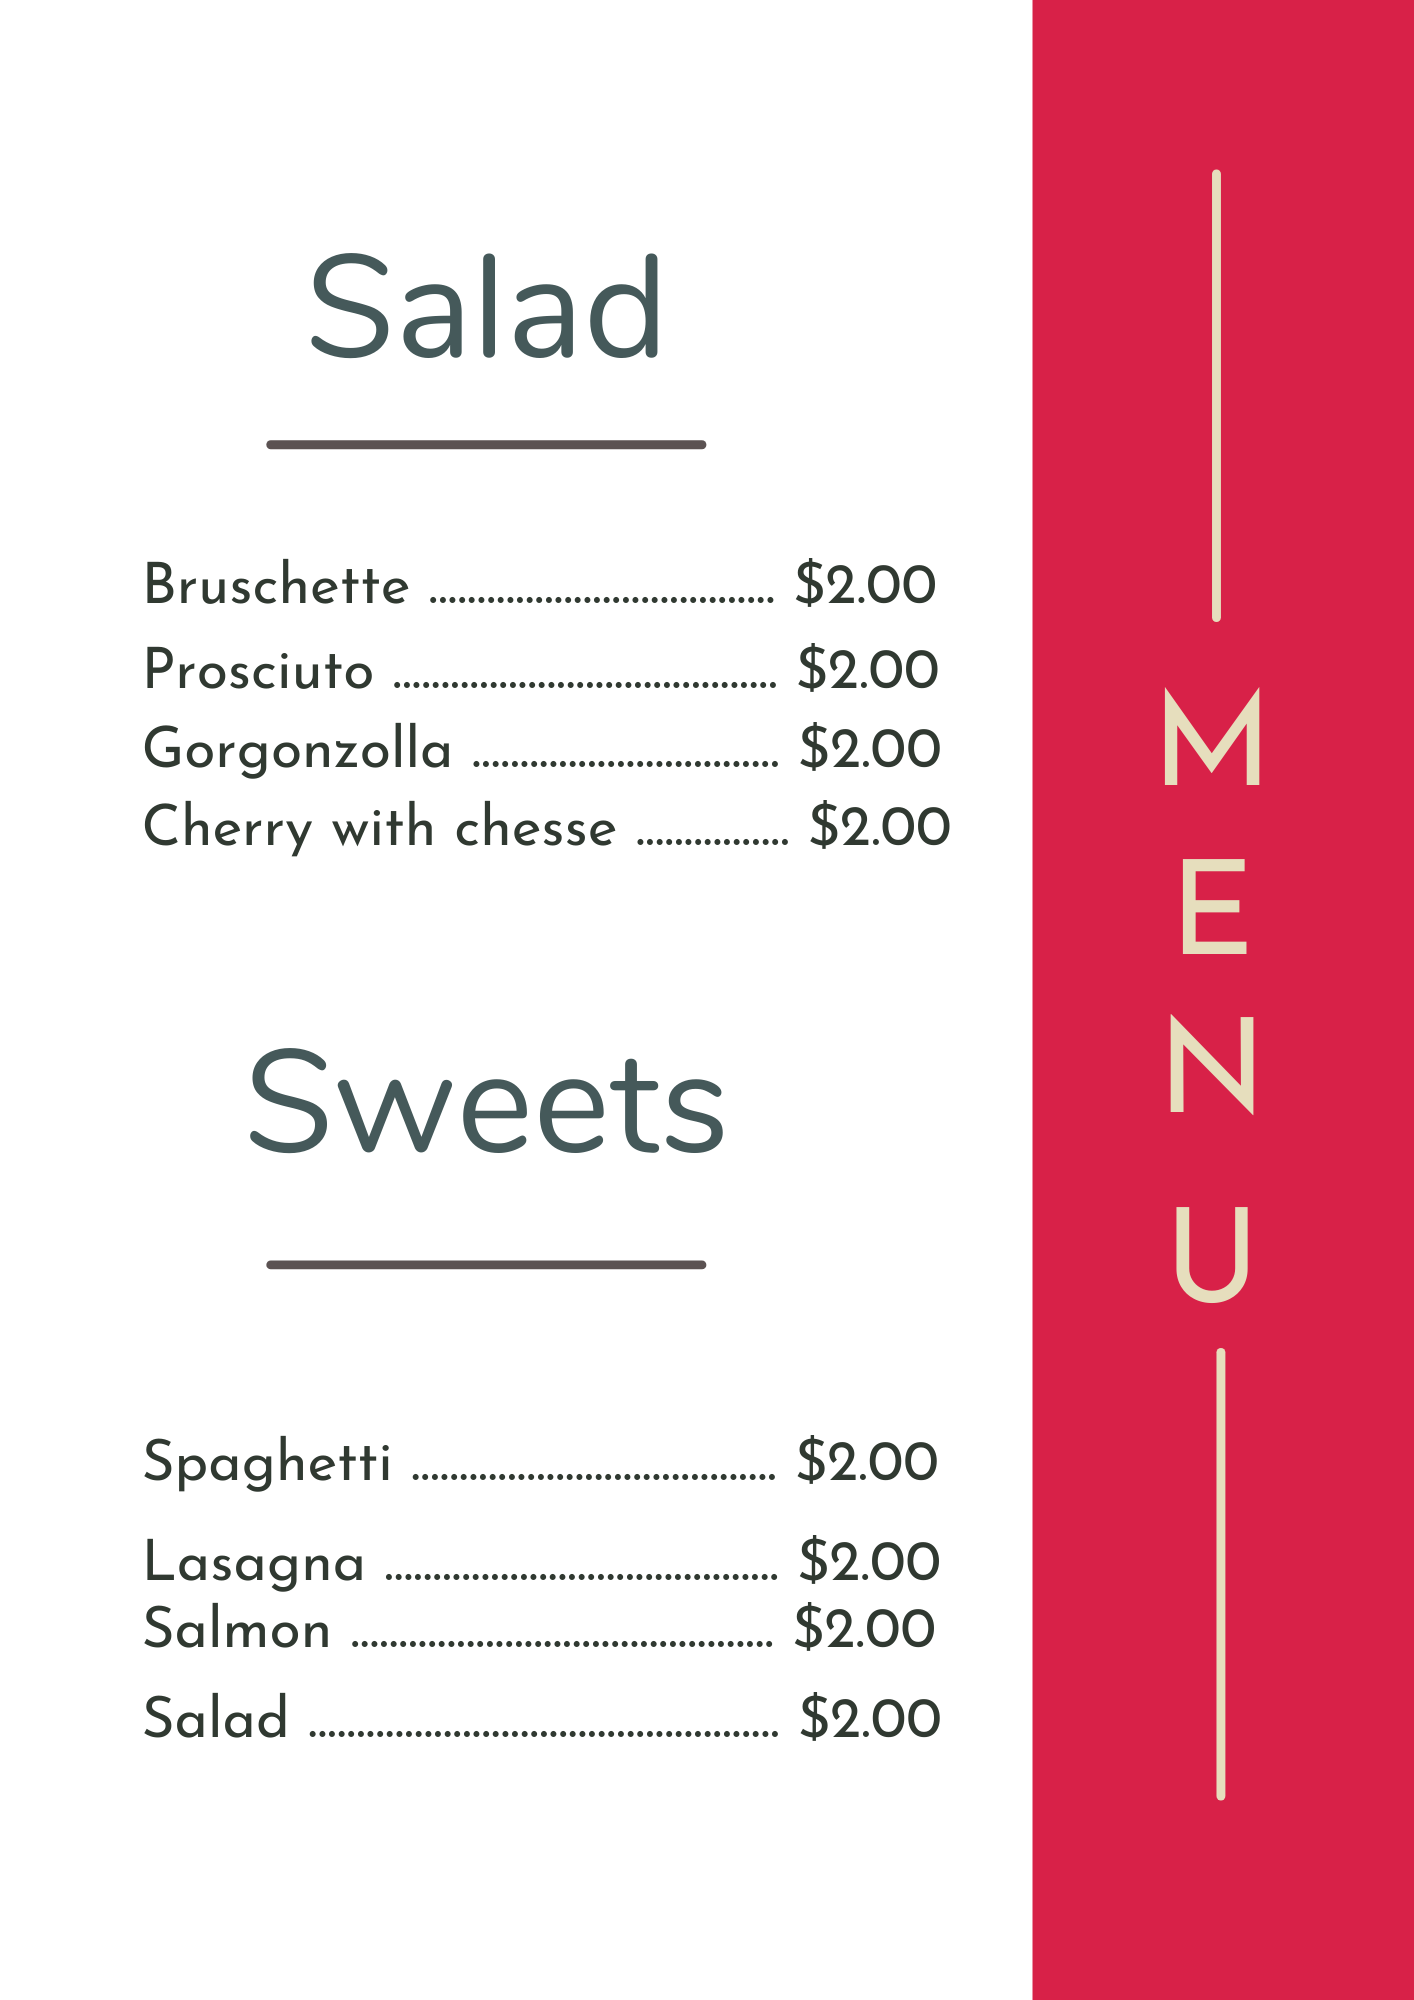 Salad
Bruschette .................................... $2.00
Prosciuto ........................................ $2.00
Gorgonzolla ................................ $2.00
Cherry with chesse ................ $2.00
Sweets
Spaghetti ...................................... $2.00
Lasagna ......................................... $2.00
Salmon ............................................ $2.00
Salad ................................................. $2.00
M
E
N
U